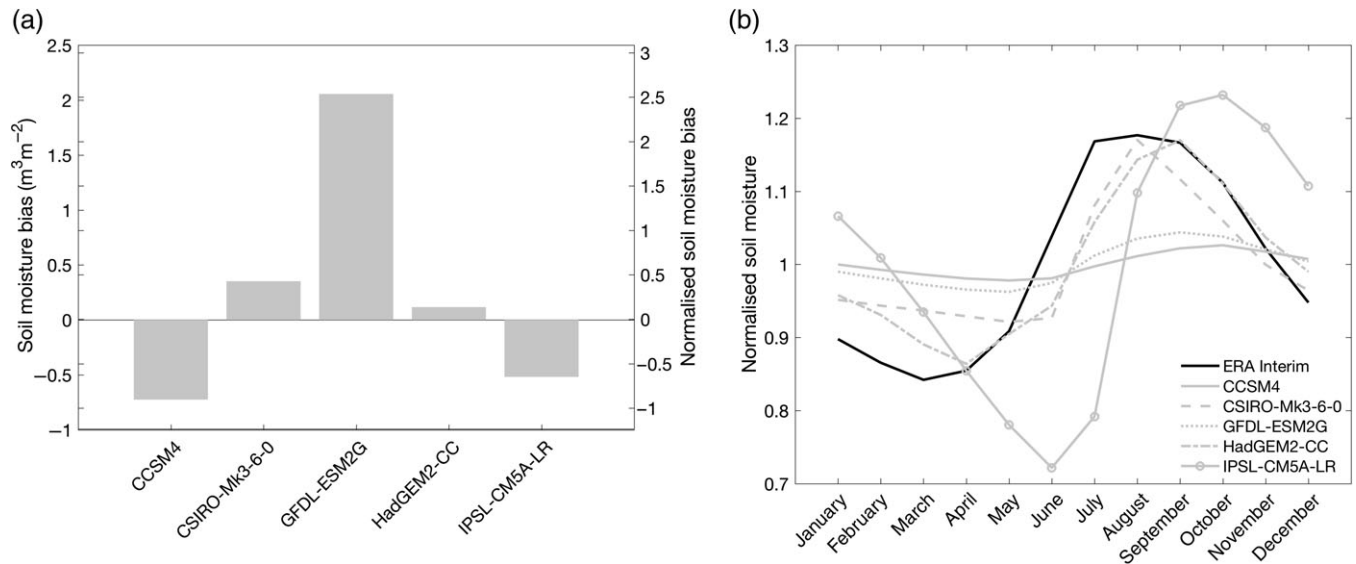 (a)
Soil moisture bias (m³m⁻²)
2.5
2
1.5
1
0.5
0
−0.5
−1
3
2.5
2
1.5
1
0.5
0
−0.5
−1
Normalised soil moisture bias
CCSM4
CSIRO-Mk3-6-0
GFDL-ESM2G
HadGEM2-CC
IPSL-CM5A-LR
(b)
Normalised soil moisture
1.3
1.2
1.1
1
0.9
0.8
0.7
ERA Interim
CCSM4
CSIRO-Mk3-6-0
GFDL-ESM2G
HadGEM2-CC
IPSL-CM5A-LR
January
February
March
April
May
June
July
August
September
October
November
December